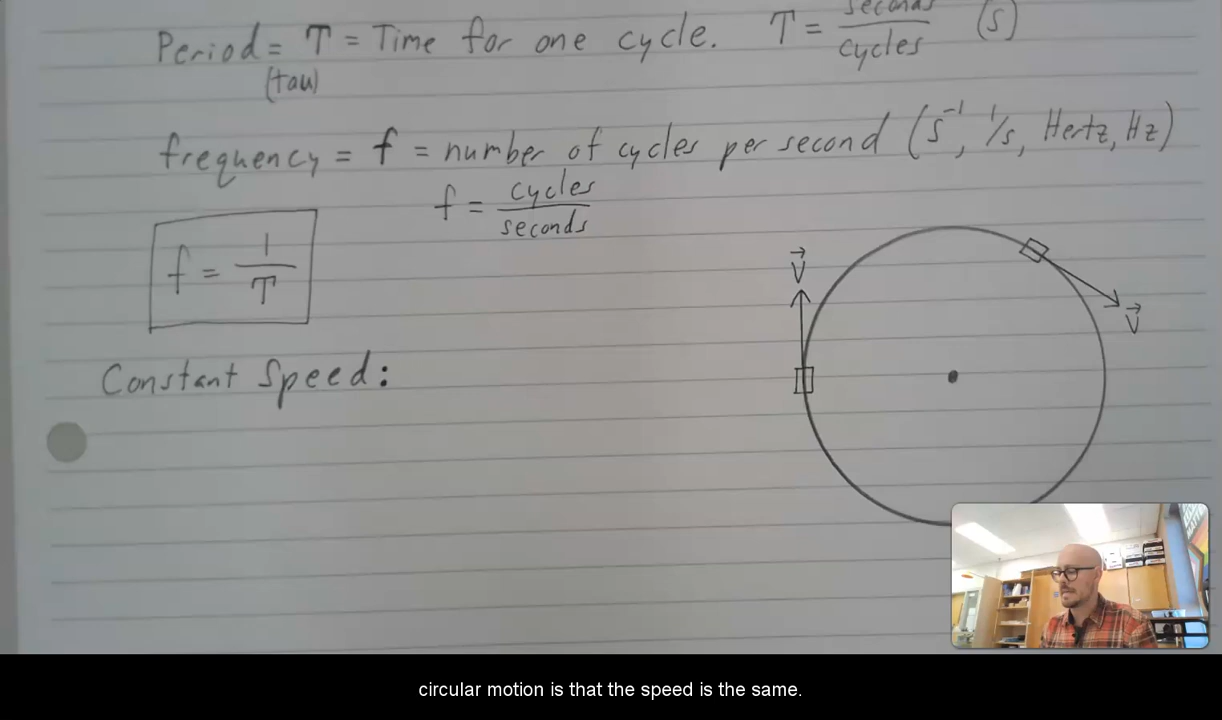 Period = T = Time for one cycle. T = seconds / cycles (s)
(tau)
frequency = f = number of cycles per second (s⁻¹, 1/s, Hertz, Hz)
f = cycles / seconds
f = 1 / T
Constant Speed:
V⃗
V⃗
circular motion is that the speed is the same.